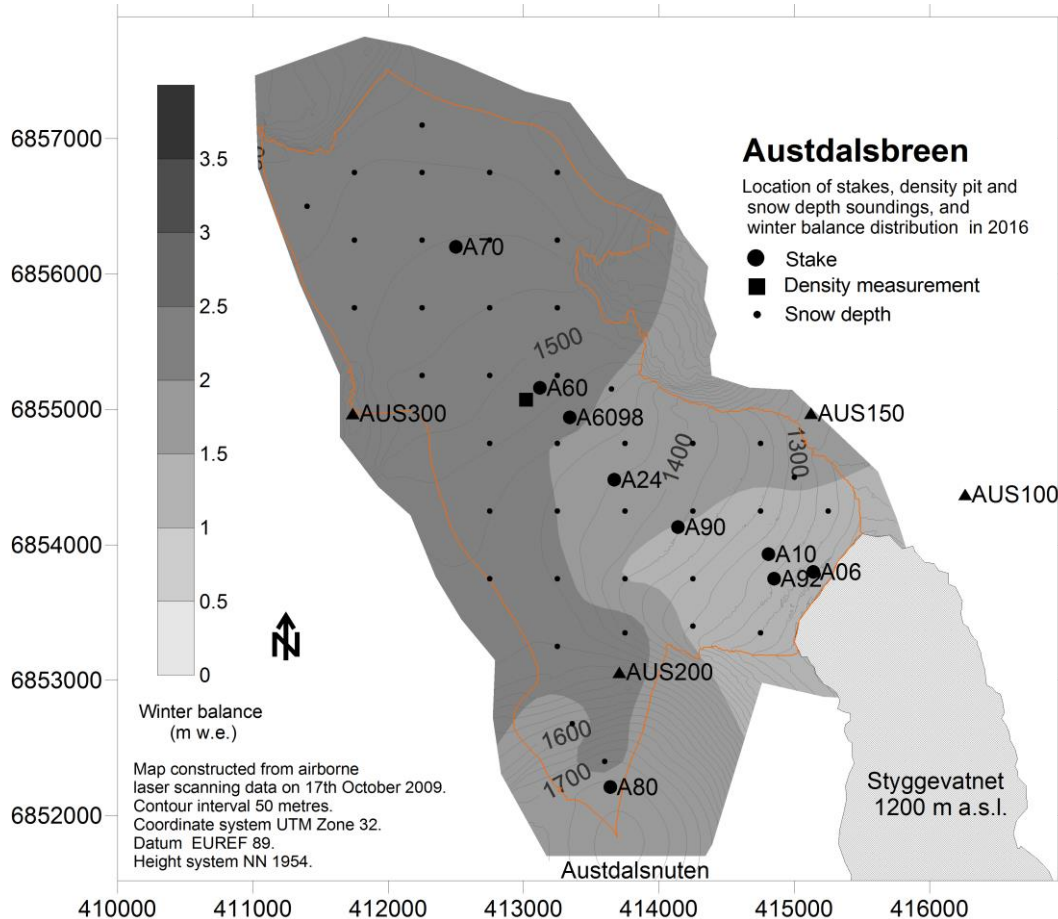 Austdalsbreen
Location of stakes, density pit and
snow depth soundings, and
winter balance distribution in 2016
Stake
Density measurement
Snow depth
6857000
6856000
6855000
6854000
6853000
6852000
3.5
3
2.5
2
1.5
1
0.5
0
Winter balance
(m w.e.)
N
A70
1500
A60
A6098
AUS300
AUS150
1400
1300
A24
AUS100
A90
A10
A92
A06
AUS200
1600
1700
A80
Map constructed from airborne
laser scanning data on 17th October 2009.
Contour interval 50 metres.
Coordinate system UTM Zone 32.
Datum EUREF 89.
Height system NN 1954.
Styggevatnet
1200 m a.s.l.
Austdalsnuten
410000 411000 412000 413000 414000 415000 416000